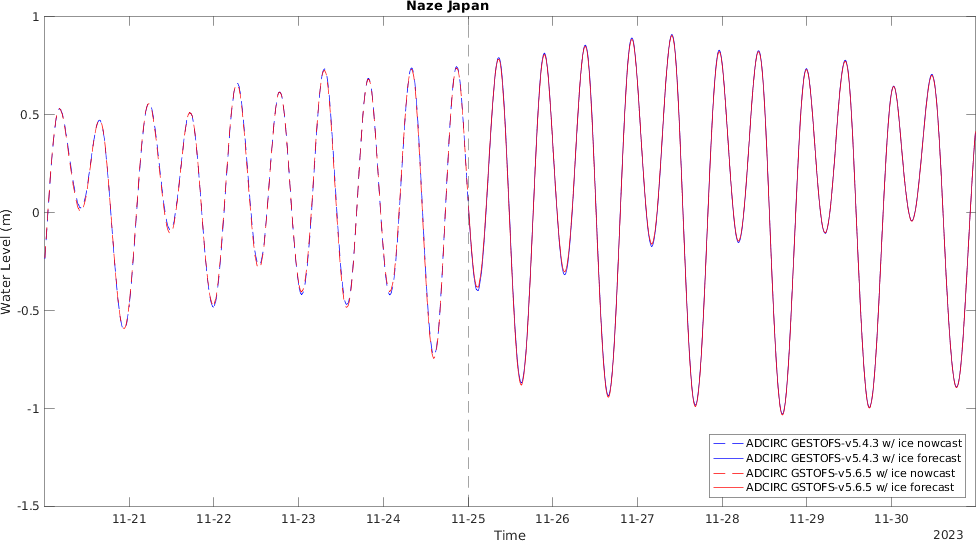 Naze Japan
1
0.5
0
-0.5
-1
-1.5
Water Level (m)
11-21 11-22 11-23 11-24 11-25 11-26 11-27 11-28 11-29 11-30
Time
2023
ADCIRC GESTOFS-v5.4.3 w/ ice nowcast
ADCIRC GESTOFS-v5.4.3 w/ ice forecast
ADCIRC GSTOFS-v5.6.5 w/ ice nowcast
ADCIRC GSTOFS-v5.6.5 w/ ice forecast